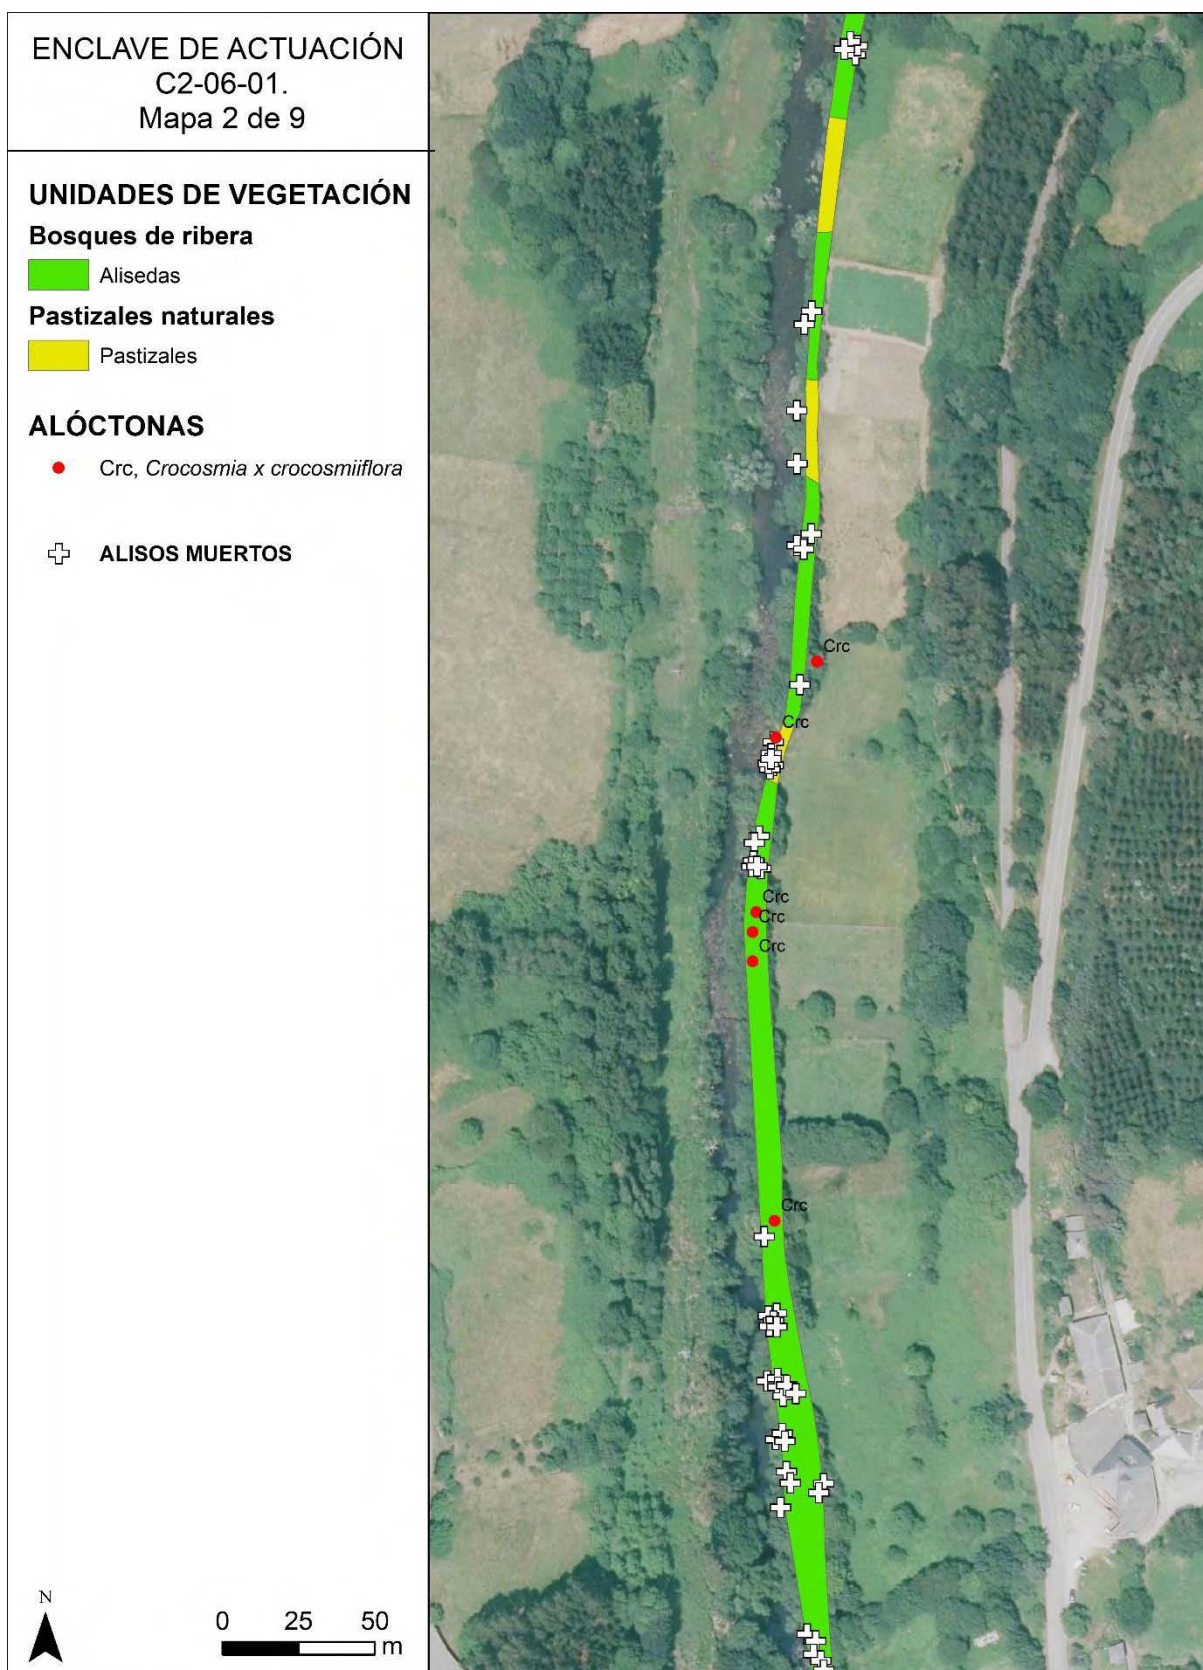 ENCLAVE DE ACTUACIÓN
C2-06-01.
Mapa 2 de 9
UNIDADES DE VEGETACIÓN
Bosques de ribera
Alisedas
Pastizales naturales
Pastizales
ALÓCTONAS
Crc, Crocosmia x crocosmiiflora
ALISOS MUERTOS
N
0 25 50
m
Crc
Crc
Crc
Crc
Crc
Crc